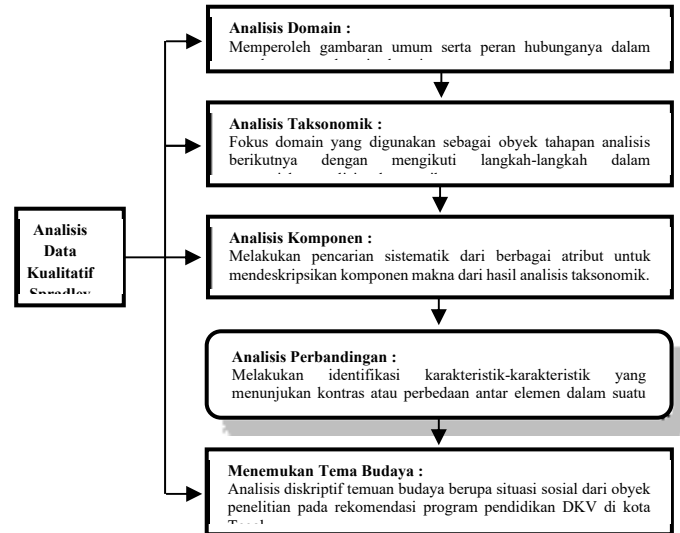 Analisis Domain :
Memperoleh gambaran umum serta peran hubunganya dalam
Analisis Taksonomik :
Fokus domain yang digunakan sebagai obyek tahapan analisis
berikutnya dengan mengikuti langkah-langkah dalam
Analisis
Data
Kualitatif
Spradley
Analisis Komponen :
Melakukan pencarian sistematik dari berbagai atribut untuk
mendeskripsikan komponen makna dari hasil analisis taksonomik.
Analisis Perbandingan :
Melakukan identifikasi karakteristik-karakteristik yang
menunjukan kontras atau perbedaan antar elemen dalam suatu
Menemukan Tema Budaya :
Analisis diskriptif temuan budaya berupa situasi sosial dari obyek
penelitian pada rekomendasi program pendidikan DKV di kota